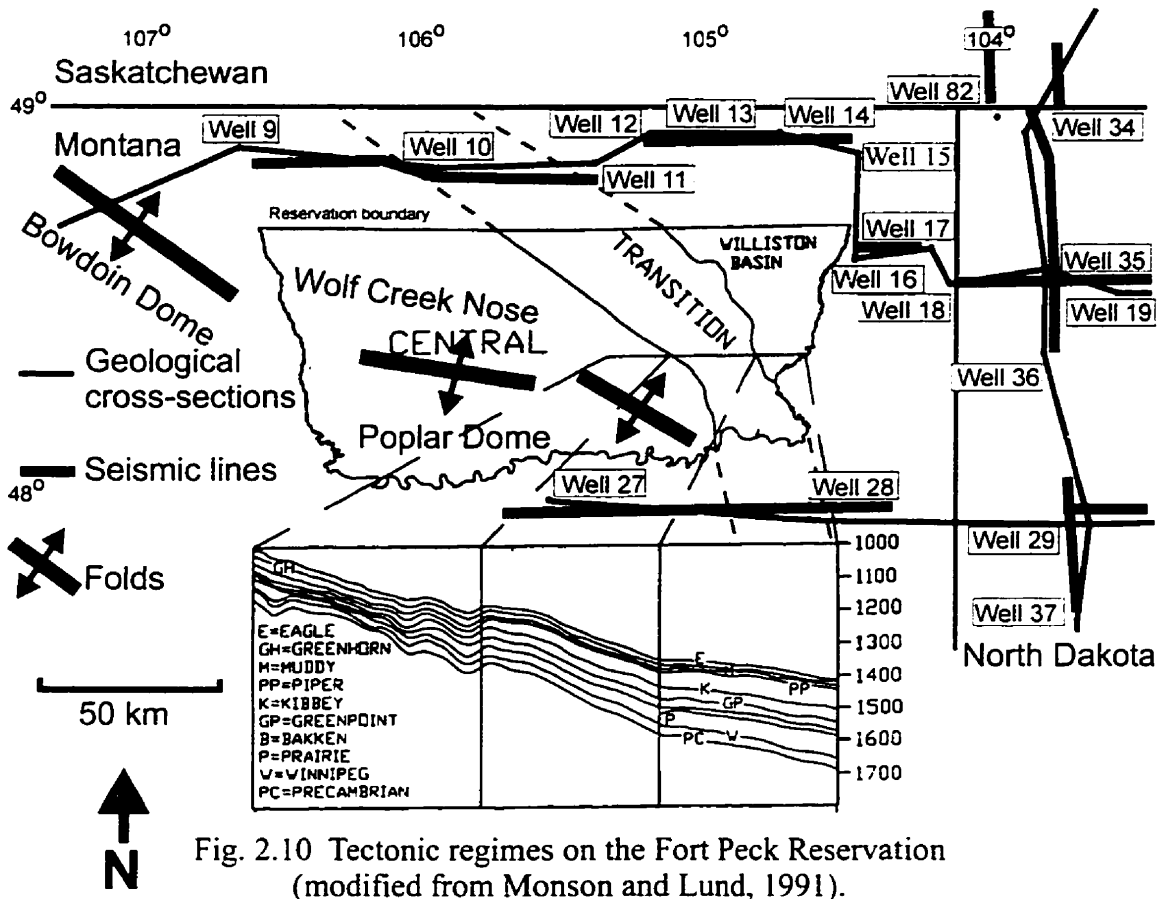 107°
106°
105°
104°
Saskatchewan
Well 82
49°
Well 9
Well 12
Well 13
Well 14
Well 34
Montana
Well 10
Well 15
Well 11
Reservation boundary
Bowdoin Dome
TRANSITION
WILLISTON
BASIN
Well 17
Well 35
Well 16
Well 18
Well 19
Wolf Creek Nose
CENTRAL
Geological
cross-sections
Well 36
Poplar Dome
Seismic lines
48°
Well 27
Well 28
Well 29
Folds
Well 37
North Dakota
50 km
1000
1100
1200
1300
1400
1500
1600
1700
GH
E
M
PP
K
GP
P
W
PC
E=EAGLE
GH=GREENHORN
M=MUDDY
PP=PIPER
K=KIBBEY
GP=GREENPOINT
B=BAKKEN
P=PRAIRIE
W=WINNIPEG
PC=PRECAMBRIAN
N
Fig. 2.10 Tectonic regimes on the Fort Peck Reservation
(modified from Monson and Lund, 1991).